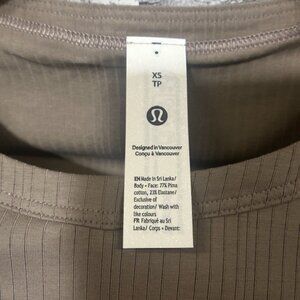 XS
TP
Designed in Vancouver
Conçu à Vancouver
EN Made in Sri Lanka/
Body • Face: 77% Pima
cotton, 23% Elastane/
Exclusive of
decoration/ Wash with
like colours
FR: Fabriqué au Sri
Lanka/ Corps • Devant: